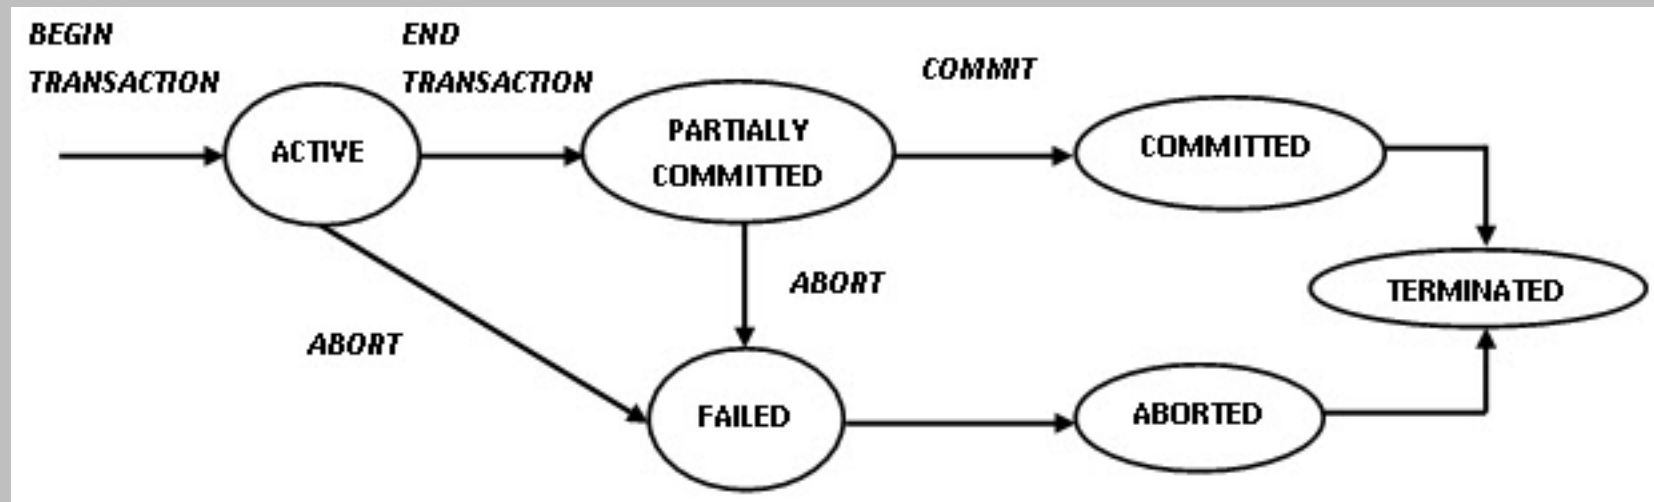 BEGIN
TRANSACTION
END
TRANSACTION
COMMIT
ACTIVE
PARTIALLY
COMMITTED
COMMITTED
ABORT
TERMINATED
ABORT
FAILED
ABORTED